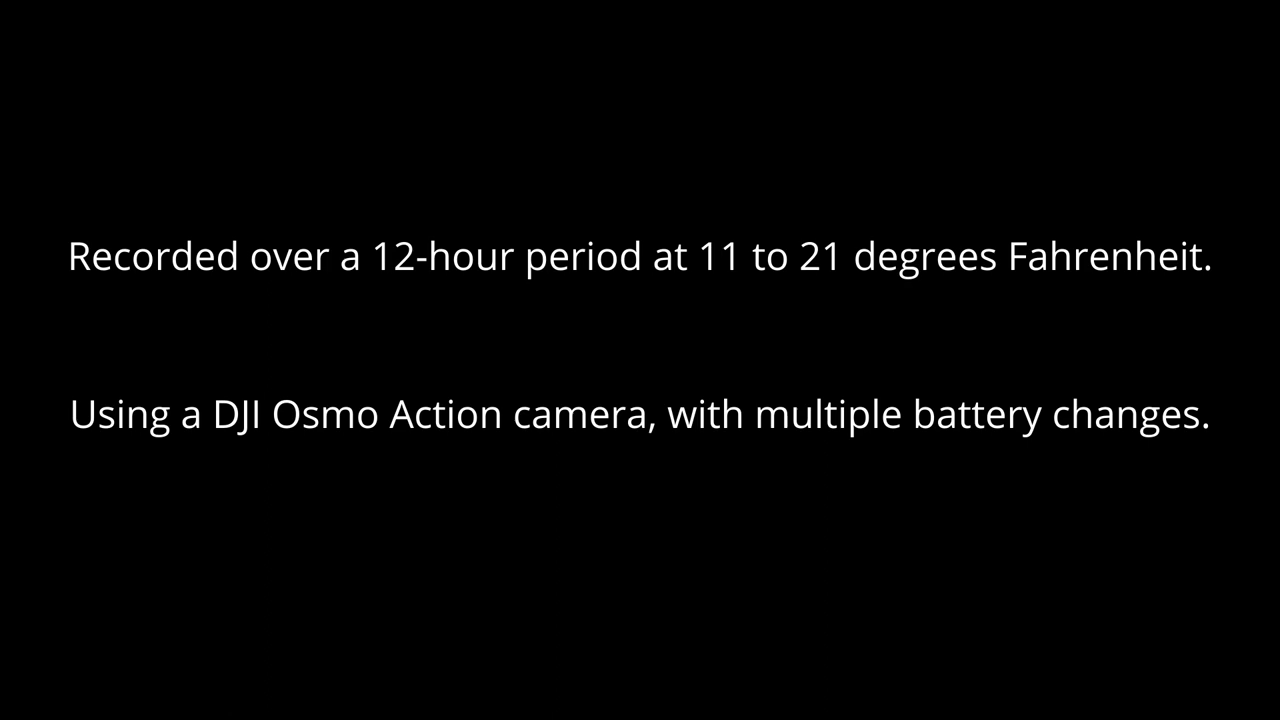 Recorded over a 12-hour period at 11 to 21 degrees Fahrenheit.
Using a DJI Osmo Action camera, with multiple battery changes.